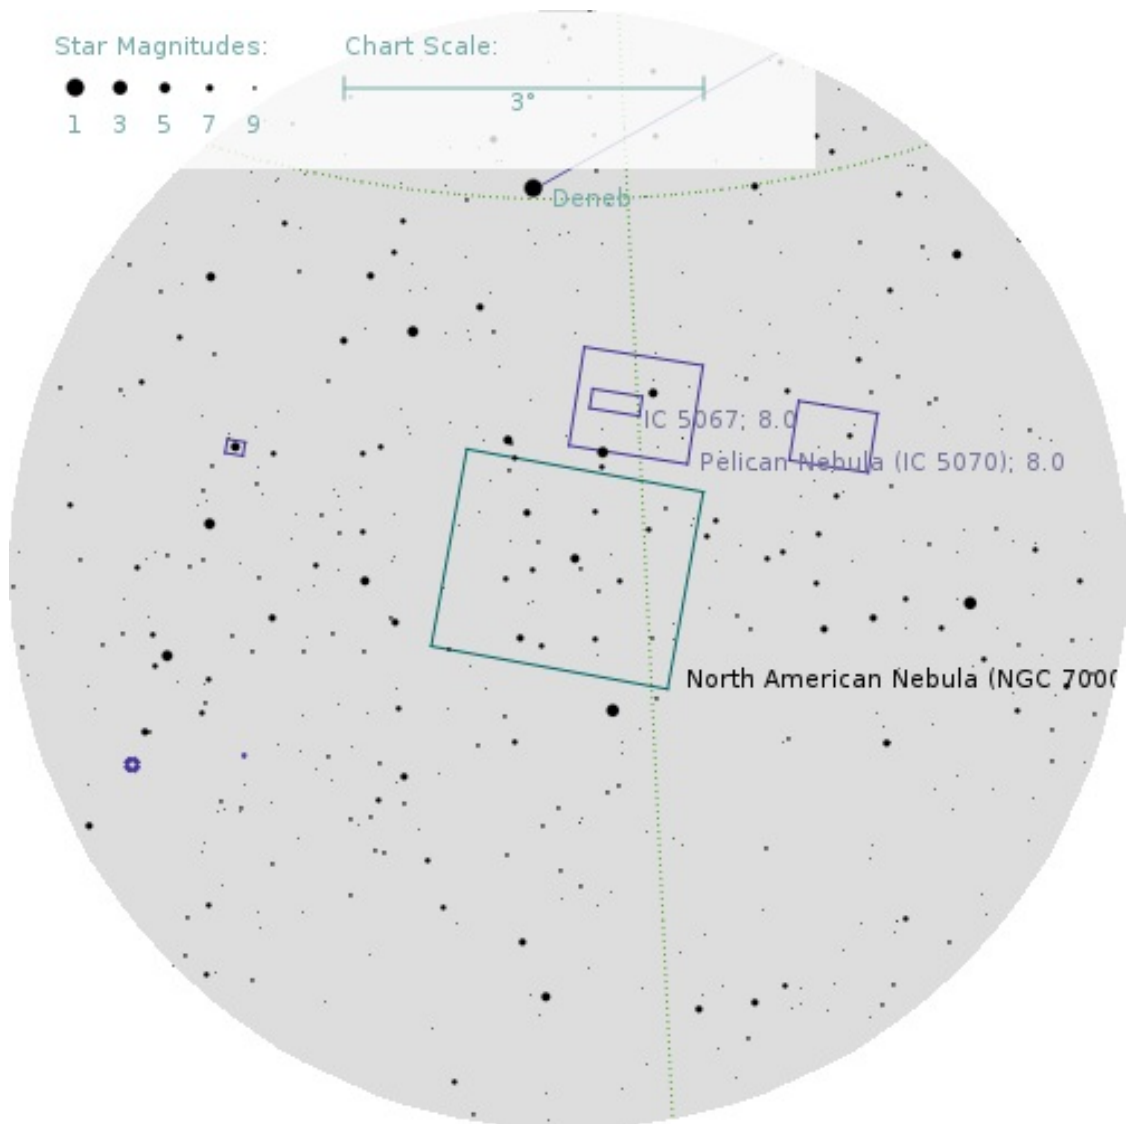 Star Magnitudes: Chart Scale:
1 3 5 7 9
3°
Deneb
IC 5067; 8.0
Pelican Nebula (IC 5070); 8.0
North American Nebula (NGC 7000